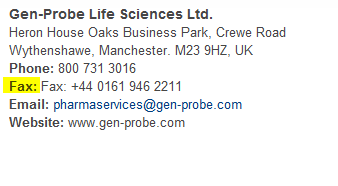 Gen-Probe Life Sciences Ltd.
Heron House Oaks Business Park, Crewe Road
Wythenshawe, Manchester. M23 9HZ, UK
Phone: 800 731 3016
Fax: Fax: +44 0161 946 2211
Email: pharmaservices@gen-probe.com
Website: www.gen-probe.com